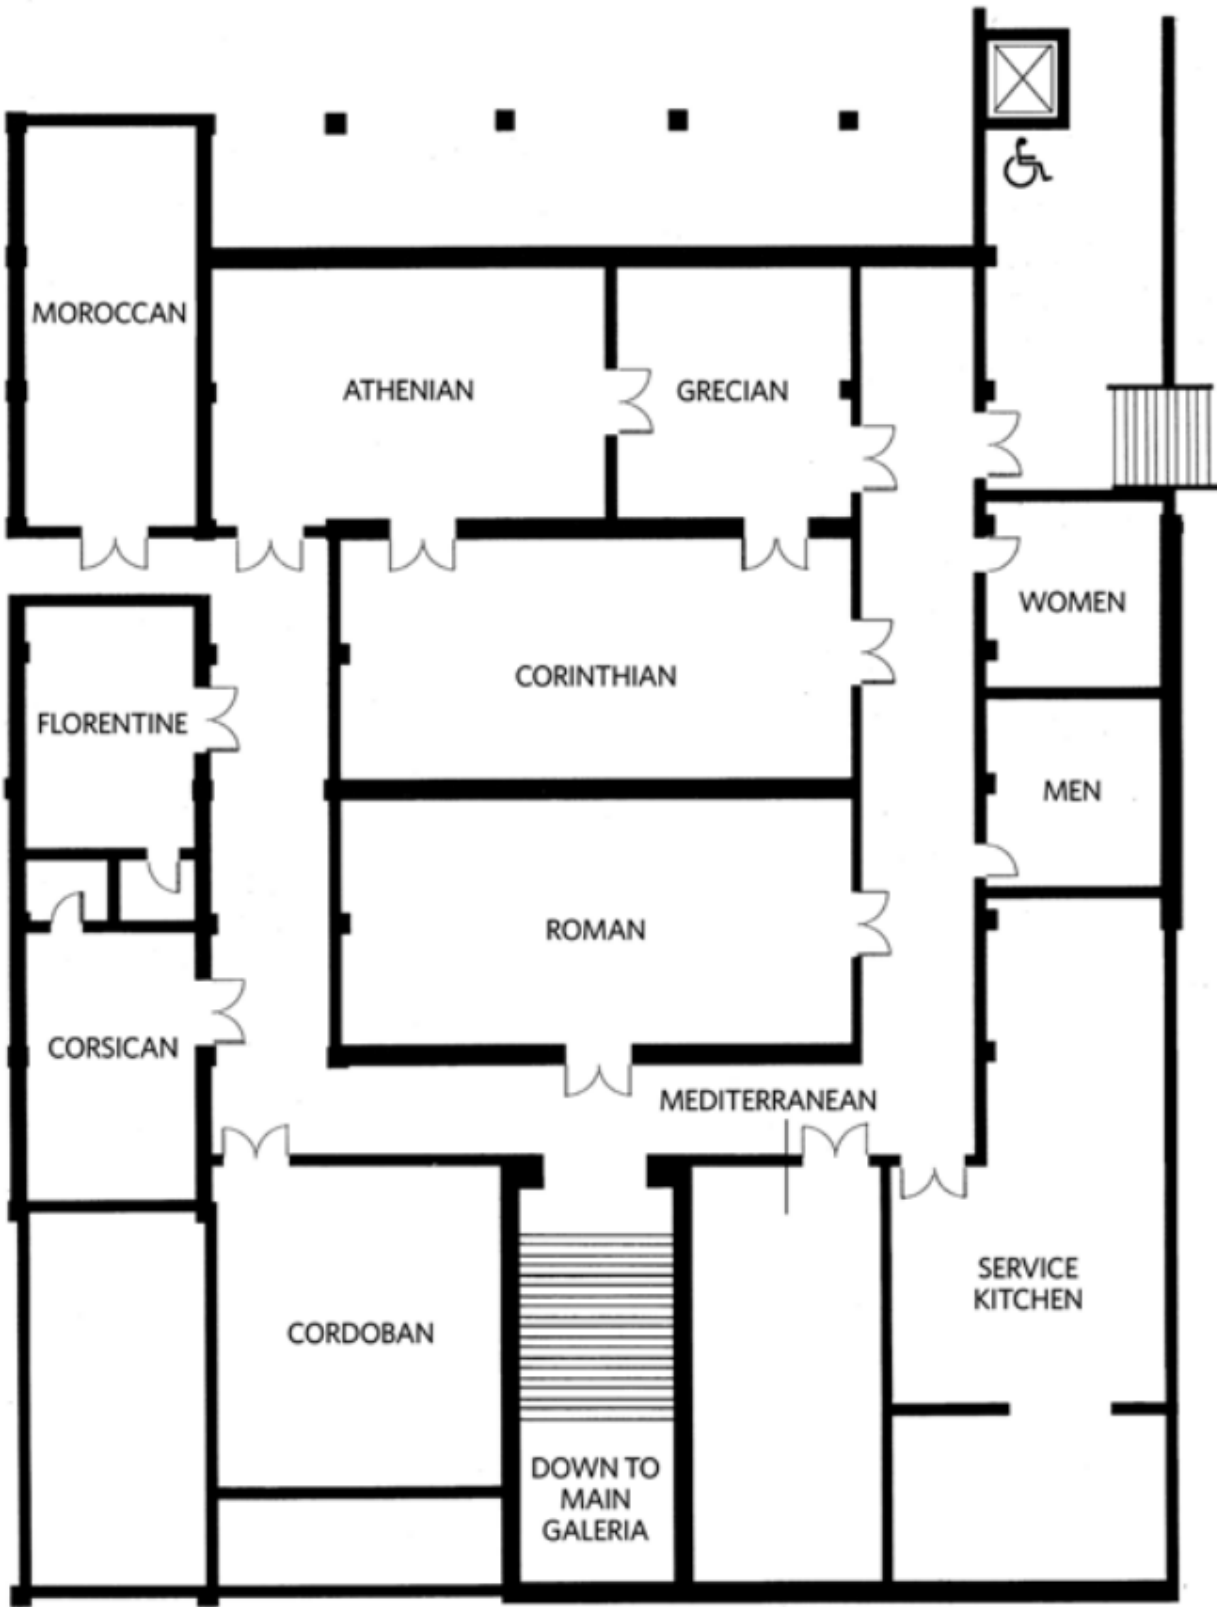 MOROCCAN
ATHENIAN
GRECIAN
WOMEN
CORINTHIAN
FLORENTINE
MEN
ROMAN
CORSICAN
MEDITERRANEAN
SERVICE
KITCHEN
CORDOBAN
DOWN TO
MAIN
GALERIA